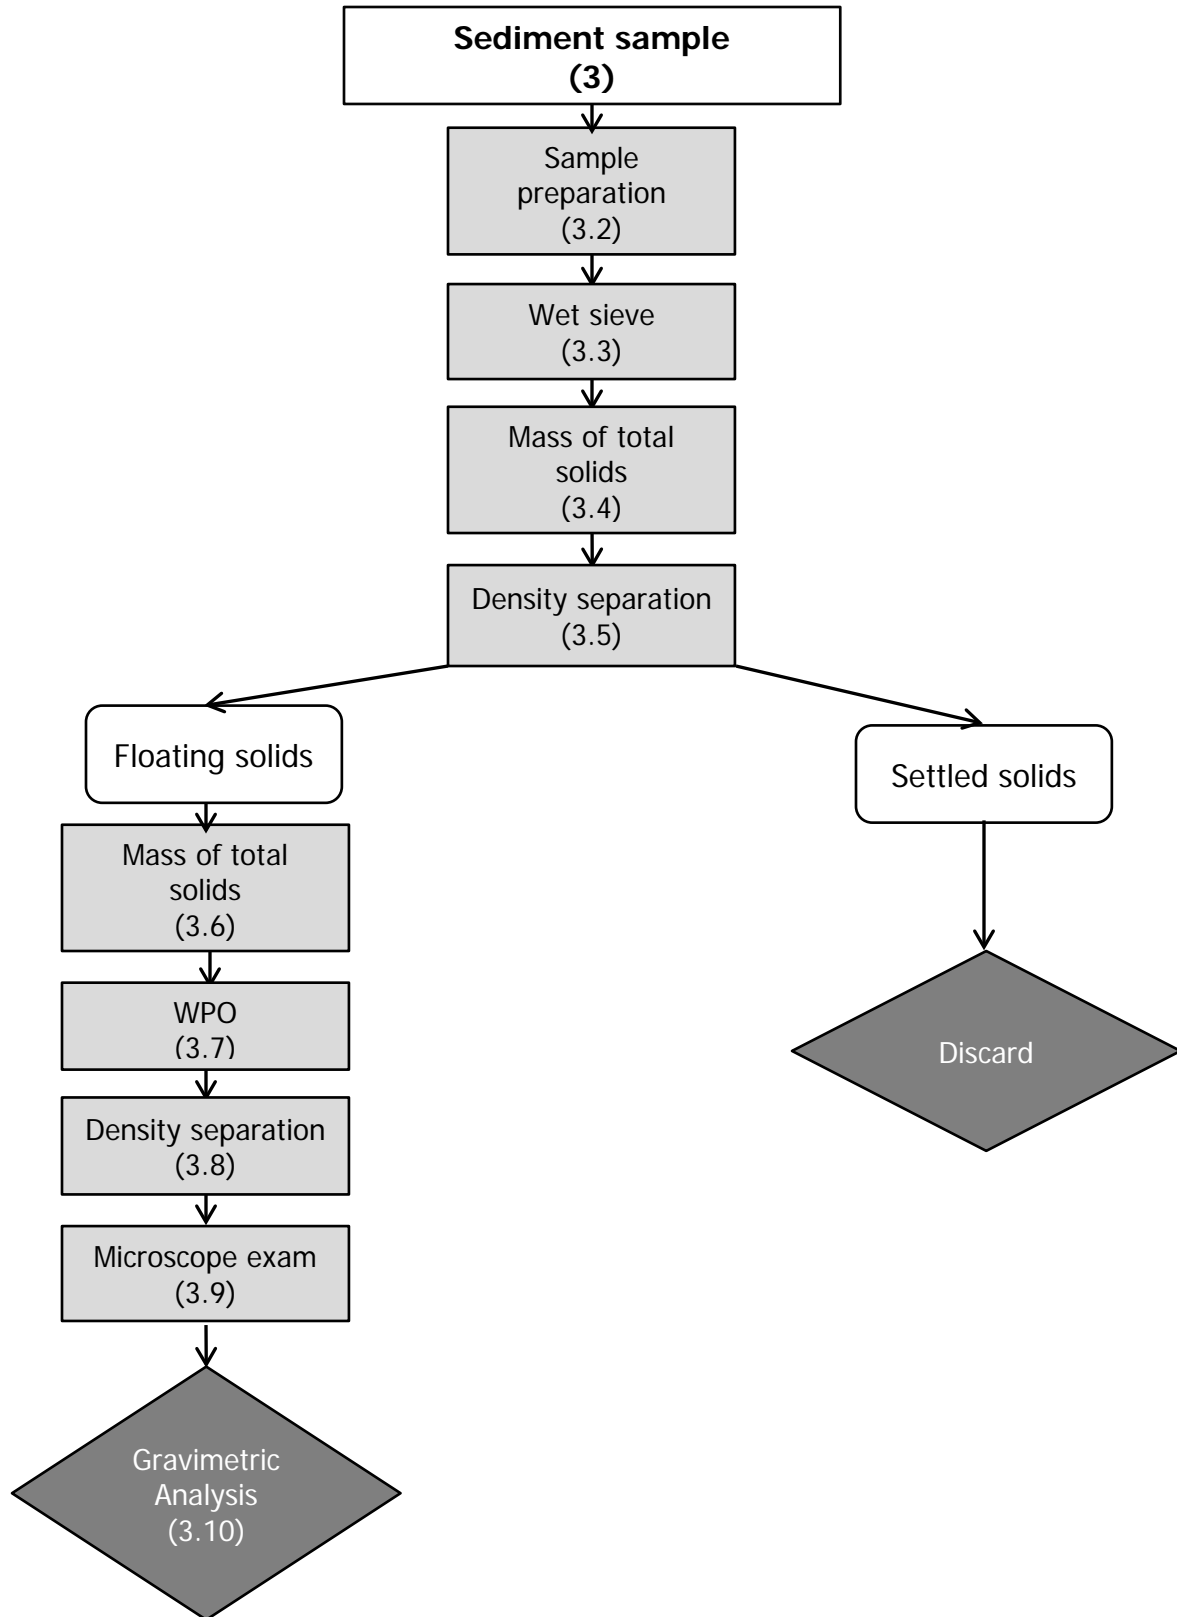 Sediment sample
(3)
Sample
preparation
(3.2)
Wet sieve
(3.3)
Mass of total
solids
(3.4)
Density separation
(3.5)
Floating solids
Settled solids
Mass of total
solids
(3.6)
WPO
(3.7)
Discard
Density separation
(3.8)
Microscope exam
(3.9)
Gravimetric
Analysis
(3.10)